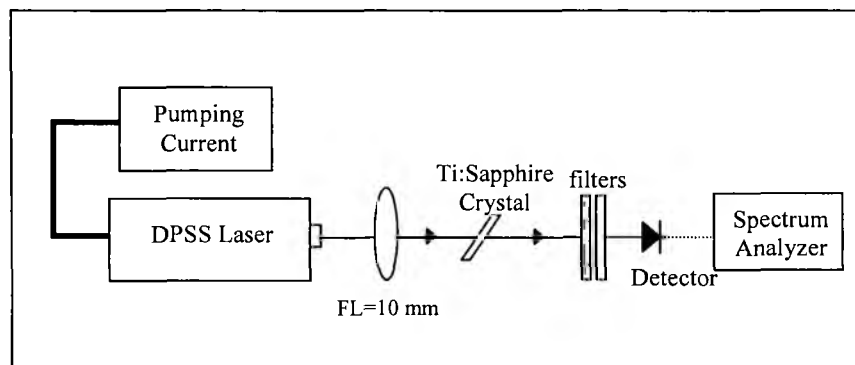 Pumping
Current
DPSS Laser
FL=10 mm
Ti:Sapphire
Crystal
filters
Detector
Spectrum
Analyzer